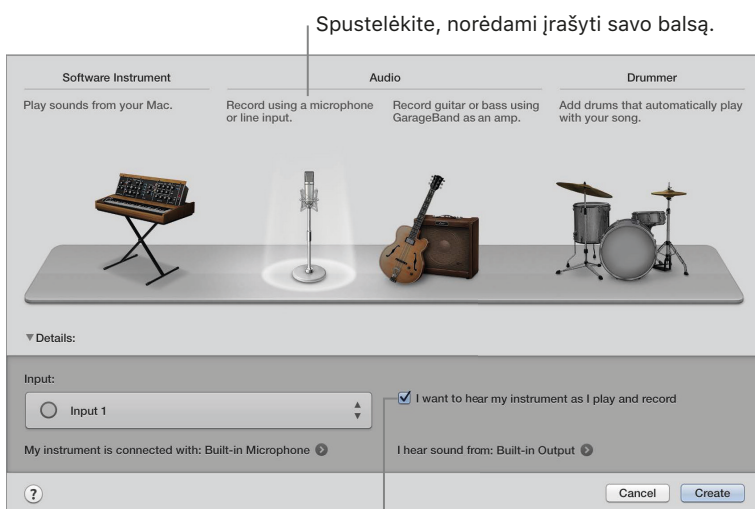 Spustelėkite, norėdami įrašyti savo balsą.
Software Instrument
Audio
Drummer
Play sounds from your Mac.
Record using a microphone
or line input.
Record guitar or bass using
GarageBand as an amp.
Add drums that automatically play
with your song.
▼Details:
Input:
Input 1
I want to hear my instrument as I play and record
My instrument is connected with: Built-in Microphone
I hear sound from: Built-in Output
?
Cancel
Create